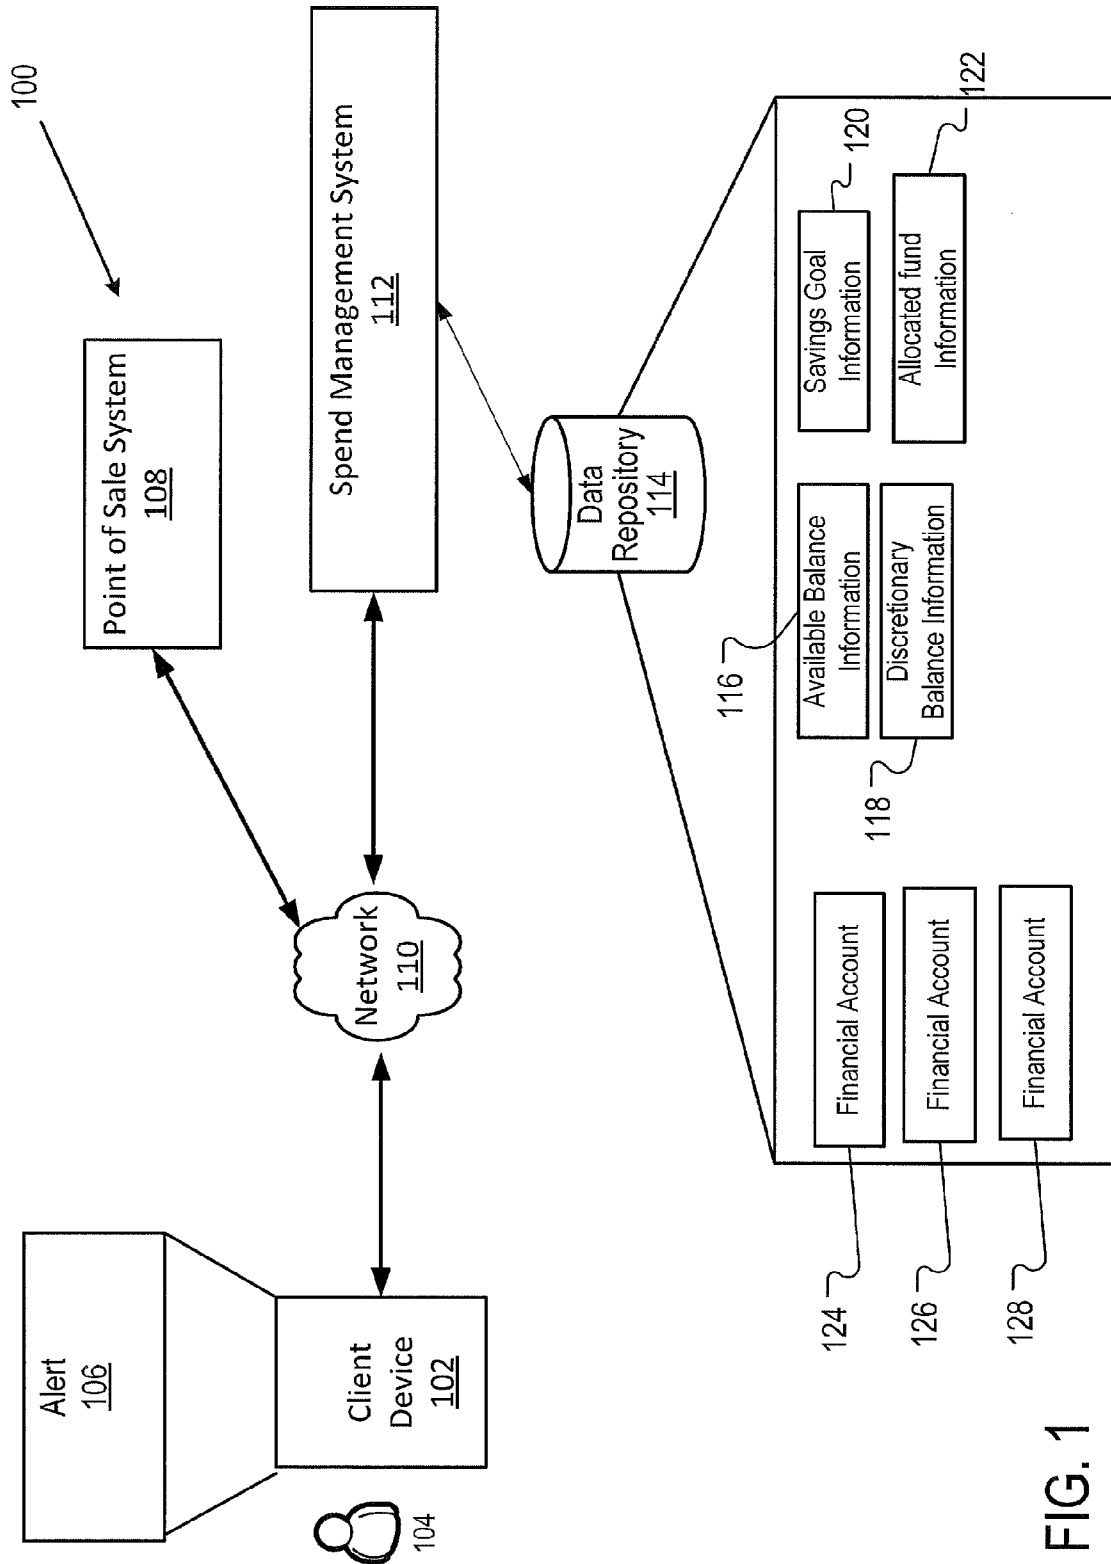 100
Alert
106
Point of Sale System
108
Client
Device
102
104
Network
110
Spend Management System
112
Data
Repository
114
124
Financial Account
126
Financial Account
128
Financial Account
116
Available Balance
Information
118
Discretionary
Balance Information
Savings Goal
Information
120
Allocated fund
Information
122
FIG. 1